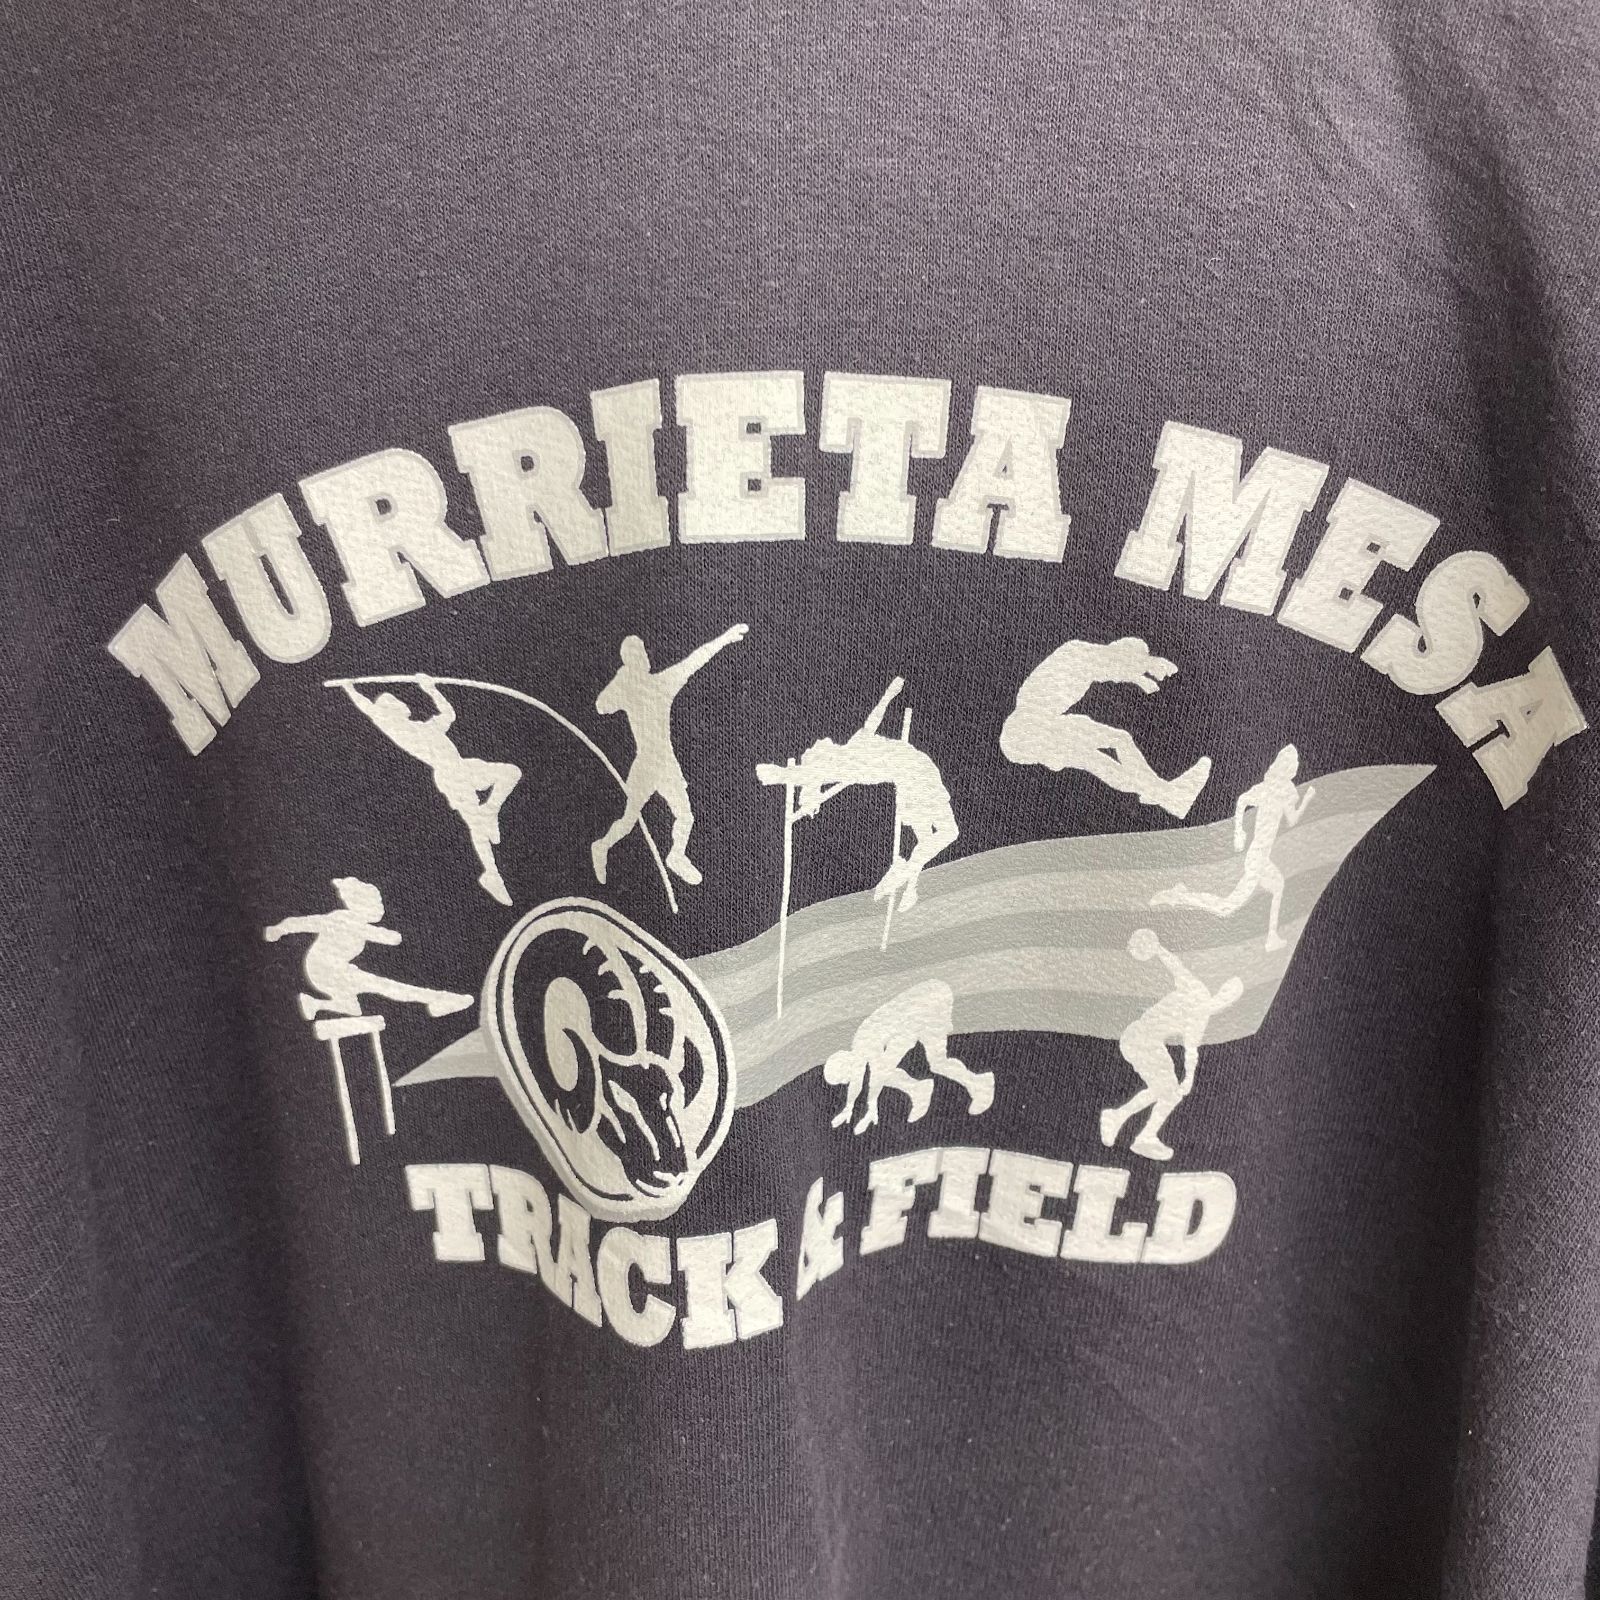 MURRIETA MESA
TRACK & FIELD